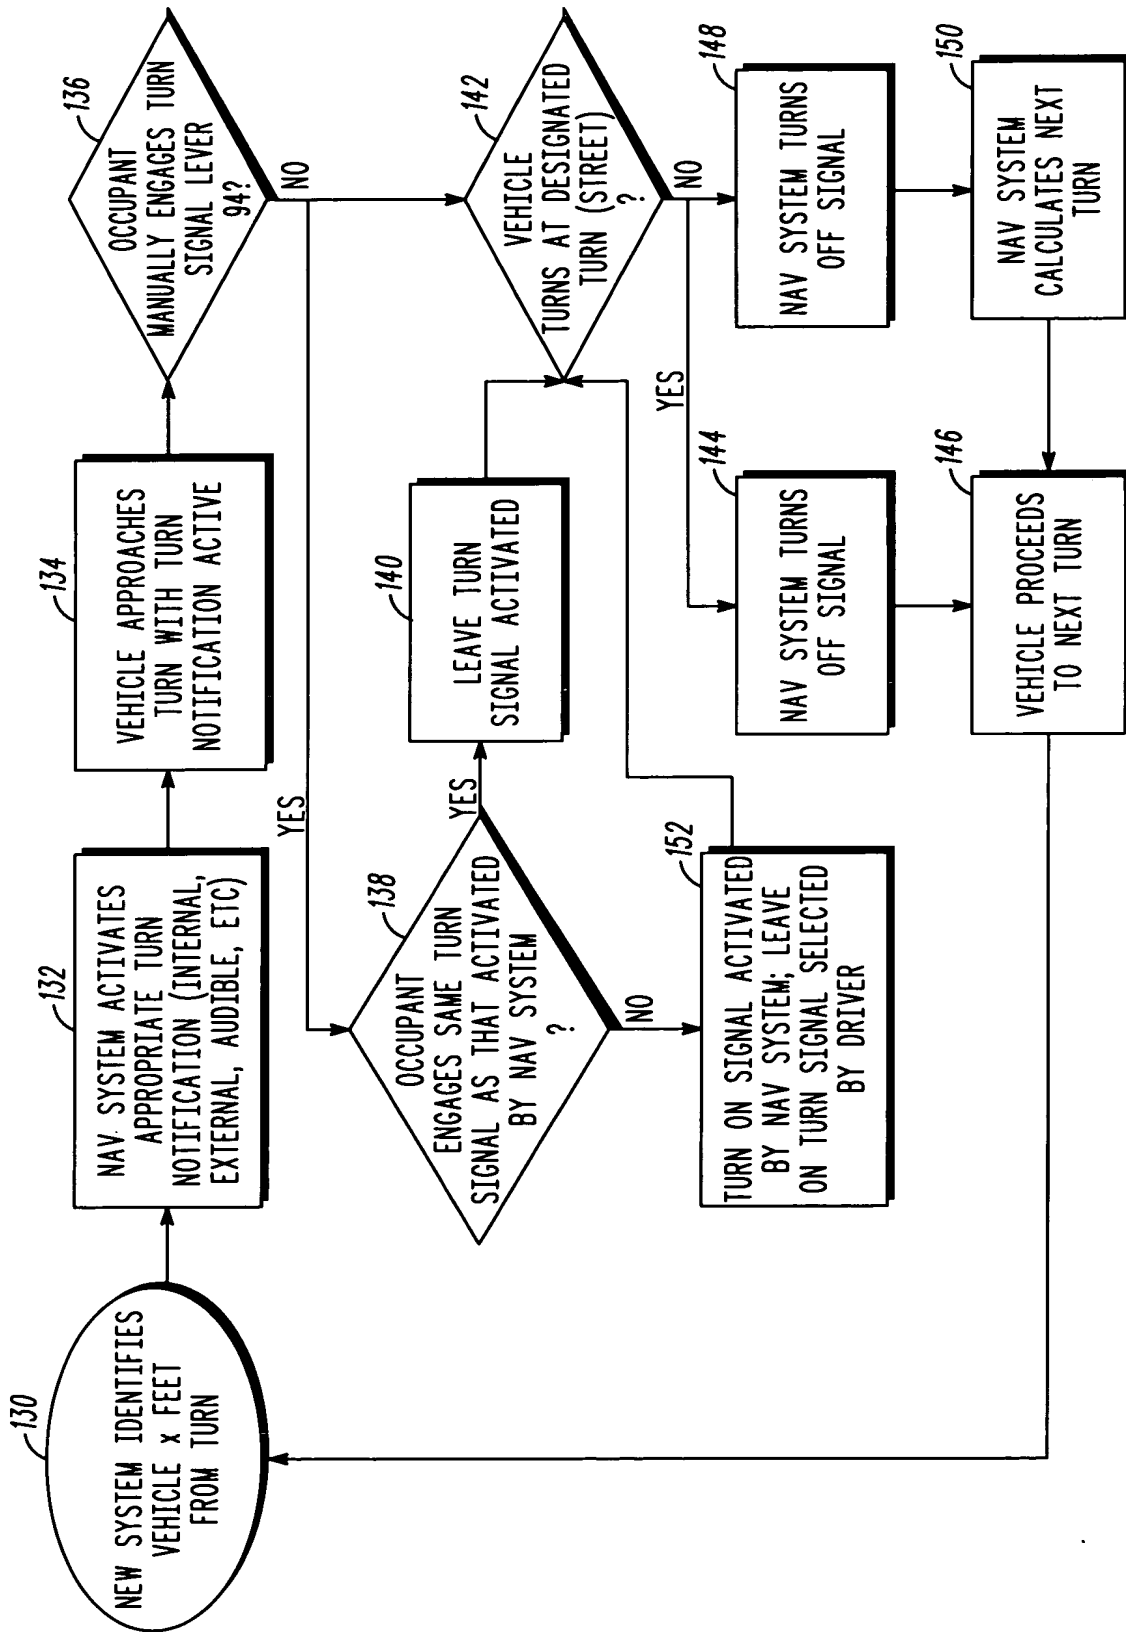 130
NEW SYSTEM IDENTIFIES
VEHICLE X FEET
FROM TURN
132
NAV SYSTEM ACTIVATES
APPROPRIATE TURN
NOTIFICATION (INTERNAL,
EXTERNAL, AUDIBLE, ETC)
134
VEHICLE APPROACHES
TURN WITH TURN
NOTIFICATION ACTIVE
136
OCCUPANT
MANUALLY ENGAGES TURN
SIGNAL LEVER
94?
YES
NO
138
OCCUPANT
ENGAGES SAME TURN
SIGNAL AS THAT ACTIVATED
BY NAV SYSTEM
?
YES
NO
140
LEAVE TURN
SIGNAL ACTIVATED
142
VEHICLE
TURNS AT DESIGNATED
TURN (STREET)
?
YES
NO
152
TURN ON SIGNAL ACTIVATED
BY NAV SYSTEM; LEAVE
ON TURN SIGNAL SELECTED
BY DRIVER
144
NAV SYSTEM TURNS
OFF SIGNAL
148
NAV SYSTEM TURNS
OFF SIGNAL
146
VEHICLE PROCEEDS
TO NEXT TURN
150
NAV SYSTEM
CALCULATES NEXT
TURN